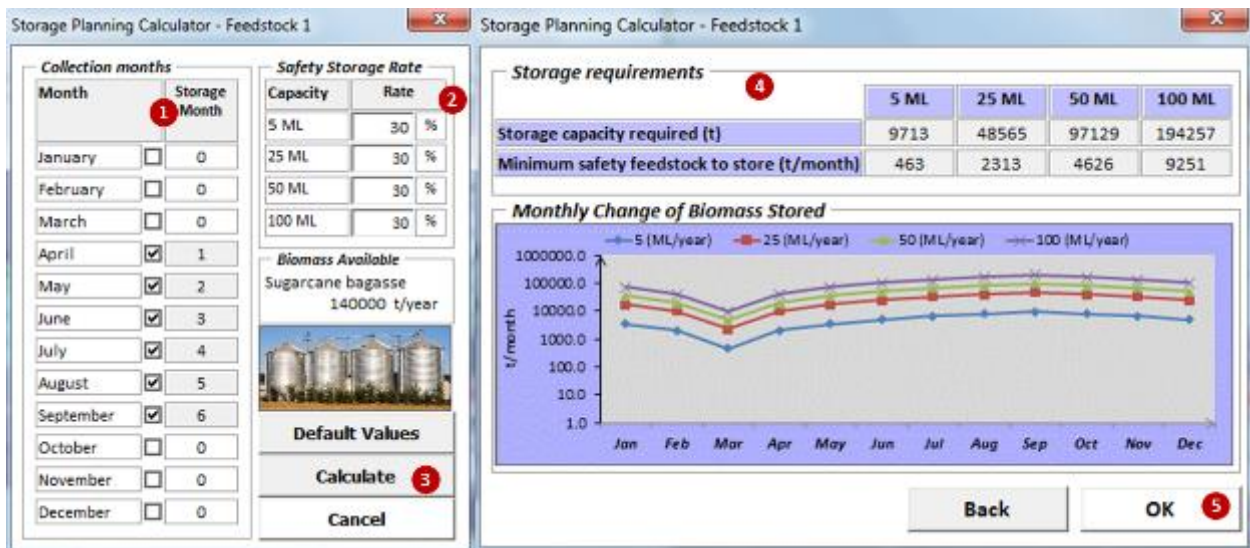 Storage Planning Calculator - Feedstock 1
Collection months
Month
Storage Month
1
January 0
February 0
March 0
April 1
May 2
June 3
July 4
August 5
September 6
October 0
November 0
December 0
Safety Storage Rate
Capacity Rate
2
5 ML 30 %
25 ML 30 %
50 ML 30 %
100 ML 30 %
Biomass Available
Sugarcane bagasse
140000 t/year
Default Values
Calculate 3
Cancel
Storage Planning Calculator - Feedstock 1
Storage requirements
4
5 ML 25 ML 50 ML 100 ML
Storage capacity required (t) 9713 48565 97129 194257
Minimum safety feedstock to store (t/month) 463 2313 4626 9251
Monthly Change of Biomass Stored
5 (ML/year) 25 (ML/year) 50 (ML/year) 100 (ML/year)
t/month
1000000.0
100000.0
10000.0
1000.0
100.0
10.0
1.0
Jan Feb Mar Apr May Jun Jul Aug Sep Oct Nov Dec
Back
OK 5